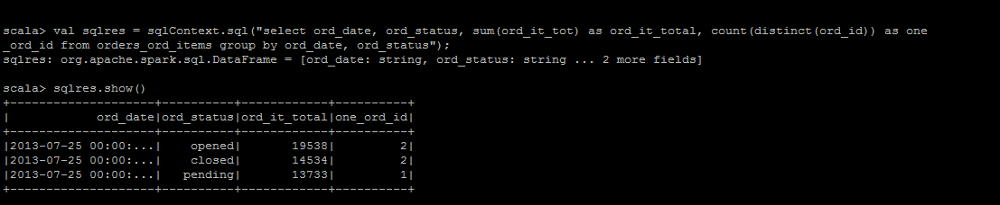 scala> val sqlres = sqlContext.sql("select ord_date, ord_status, sum(ord_it_tot) as ord_it_total, count(distinct(ord_id)) as one
_ord_id from orders_ord_items group by ord_date, ord_status");
sqlres: org.apache.spark.sql.DataFrame = [ord_date: string, ord_status: string ... 2 more fields]
scala> sqlres.show()
+--------------------+----------+------------+----------+
|            ord_date|ord_status|ord_it_total|one_ord_id|
+--------------------+----------+------------+----------+
|2013-07-25 00:00:...|    opened|       19538|         2|
|2013-07-25 00:00:...|    closed|       14534|         2|
|2013-07-25 00:00:...|   pending|       13733|         1|
+--------------------+----------+------------+----------+